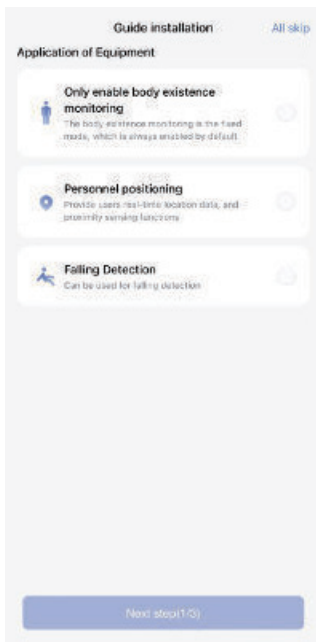 Guide installation
All skip
Application of Equipment
Only enable body existence
monitoring
The body existence monitoring is the fixed
mode, which is always enabled by default
Personnel positioning
Provide users real-time location data, and
proximity sensing functions
Falling Detection
Can be used for falling detection
Next step(1/3)